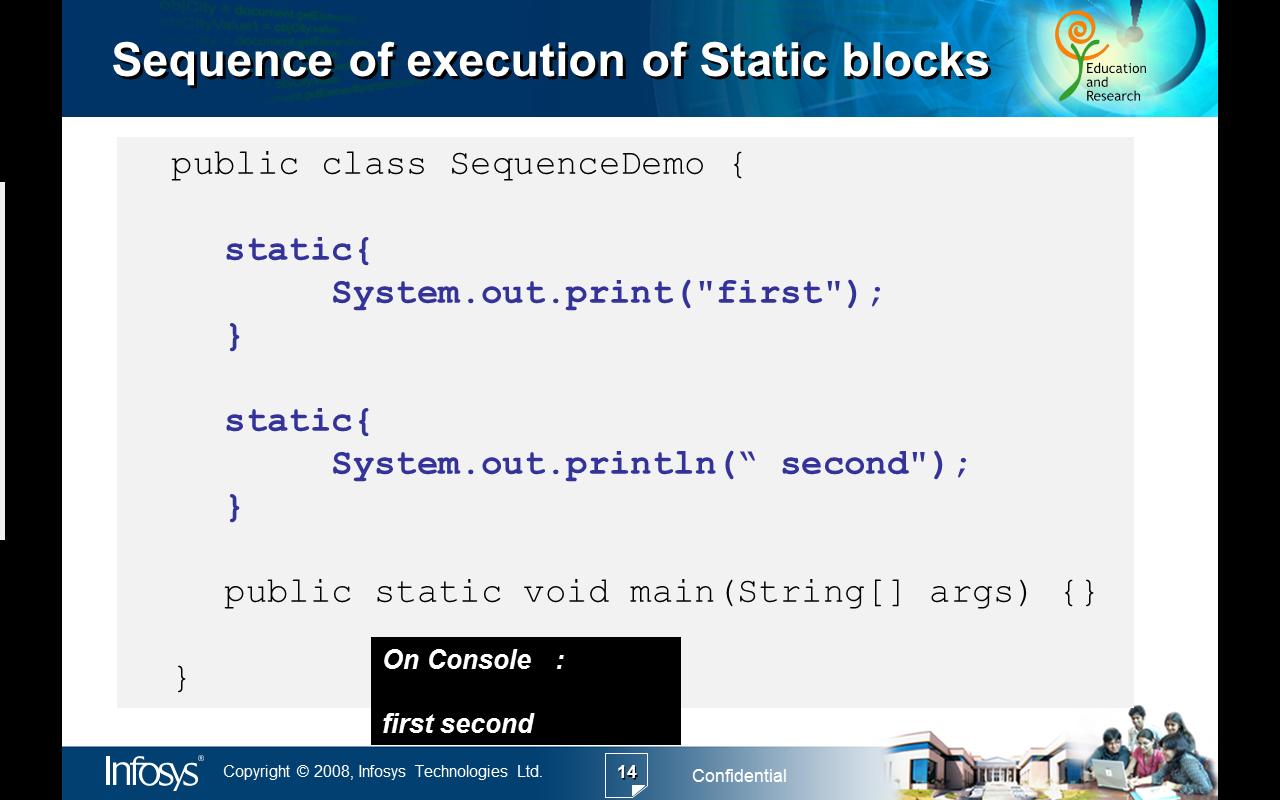 Sequence of execution of Static blocks
Education
and
Research
public class SequenceDemo {
static{
System.out.print("first");
}
static{
System.out.println(“ second");
}
public static void main(String[] args) {}
}
On Console :
first second
Infosys®
Copyright © 2008, Infosys Technologies Ltd.
14
Confidential